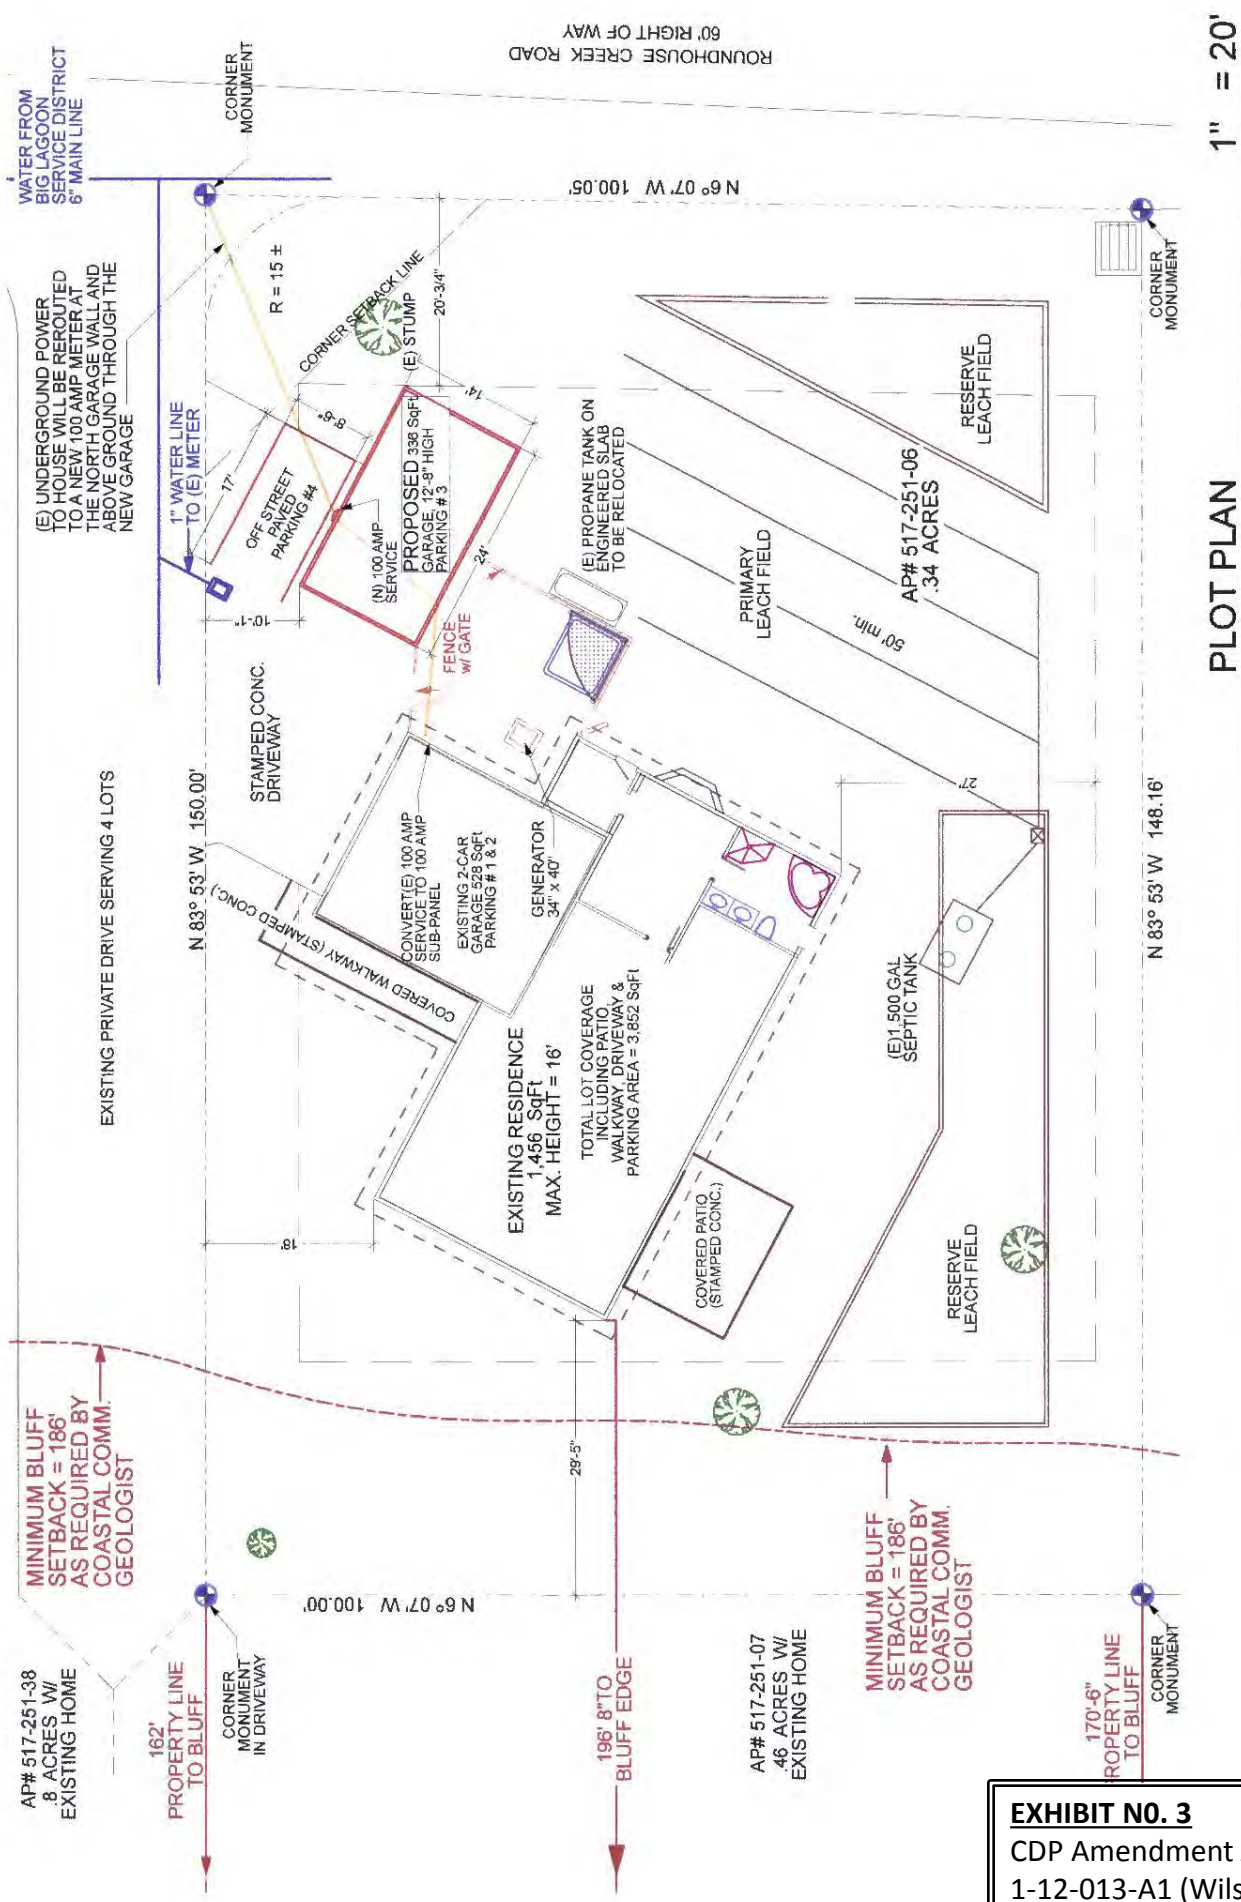 ROUNDHOUSE CREEK ROAD
60' RIGHT OF WAY
WATER FROM
BIG LAGOON
SERVICE DISTRICT
6" MAIN LINE
CORNER
MONUMENT
(E) UNDERGROUND POWER
TO HOUSE WILL BE REROUTED
TO A NEW 100 AMP METER AT
THE NORTH GARAGE WALL AND
ABOVE GROUND THROUGH THE
NEW GARAGE
1" WATER LINE
TO (E) METER
R = 15 ±
CORNER SETBACK LINE
(E) STUMP
20'-3/4"
N 6° 07' W 100.05'
CORNER
MONUMENT
17'
8'-6"
OFF STREET
PAVED
PARKING #4
14'
PROPOSED 336 SqFt
GARAGE, 12'-8" HIGH
PARKING # 3
(N) 100 AMP
SERVICE
24'
10'-1"
FENCE
w/ GATE
(E) PROPANE TANK ON
ENGINEERED SLAB
TO BE RELOCATED
RESERVE
LEACH FIELD
AP# 517-251-06
.34 ACRES
PRIMARY
LEACH FIELD
50' min.
EXISTING PRIVATE DRIVE SERVING 4 LOTS
N 83° 53' W 150.00'
STAMPED CONC.
DRIVEWAY
COVERED WALKWAY (STAMPED CONC.)
CONVERT(E) 100 AMP
SERVICE TO 100 AMP
SUB-PANEL
EXISTING 2-CAR
GARAGE 528 SqFt
PARKING # 1 & 2
GENERATOR
34" x 40"
27'
N 83° 53' W 148.16'
EXISTING RESIDENCE
1,456 SqFt
MAX. HEIGHT = 16'
TOTAL LOT COVERAGE
INCLUDING PATIO,
WALKWAY, DRIVEWAY &
PARKING AREA = 3,852 SqFt
(E)1,500 GAL
SEPTIC TANK
18'
COVERED PATIO
(STAMPED CONC.)
RESERVE
LEACH FIELD
MINIMUM BLUFF
SETBACK = 186'
AS REQUIRED BY
COASTAL COMM.
GEOLOGIST
29'-5"
MINIMUM BLUFF
SETBACK = 186'
AS REQUIRED BY
COASTAL COMM.
GEOLOGIST
N 6° 07' W 100.00'
AP# 517-251-38
.8 ACRES W/
EXISTING HOME
162'
PROPERTY LINE
TO BLUFF
CORNER
MONUMENT
IN DRIVEWAY
196' 8"TO
BLUFF EDGE
AP# 517-251-07
.46 ACRES W/
EXISTING HOME
170'-6"
ROPERTY LINE
TO BLUFF
CORNER
MONUMENT
PLOT PLAN
1" = 20'
EXHIBIT N0. 3
CDP Amendment
1-12-013-A1 (Wils